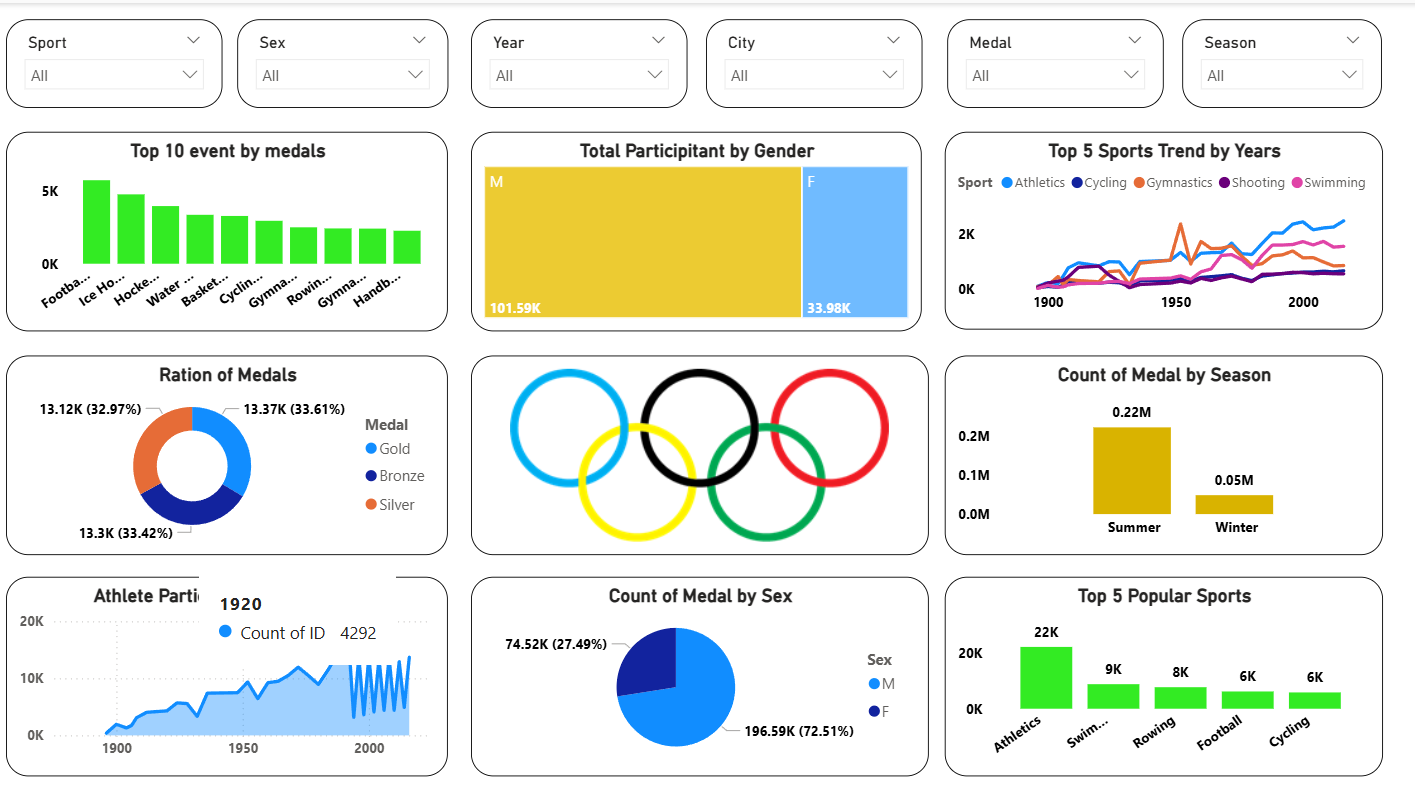 Sport
All
Sex
All
Year
All
City
All
Medal
All
Season
All
Top 10 event by medals
5K
0K
Footba...
Ice Ho...
Hocke...
Water ...
Basket...
Cyclin...
Gymna...
Rowin...
Gymna...
Handb...
Total Participitant by Gender
M
101.59K
F
33.98K
Top 5 Sports Trend by Years
Sport Athletics Cycling Gymnastics Shooting Swimming
2K
0K
1900 1950 2000
Ration of Medals
13.12K (32.97%)
13.37K (33.61%)
13.3K (33.42%)
Medal
Gold
Bronze
Silver
Count of Medal by Season
0.2M
0.1M
0.0M
0.22M
0.05M
Summer Winter
Athlete Parti
1920
Count of ID 4292
20K
10K
0K
1900 1950 2000
Count of Medal by Sex
74.52K (27.49%)
196.59K (72.51%)
Sex
M
F
Top 5 Popular Sports
20K
0K
22K
9K
8K
6K
6K
Athletics
Swim...
Rowing
Football
Cycling